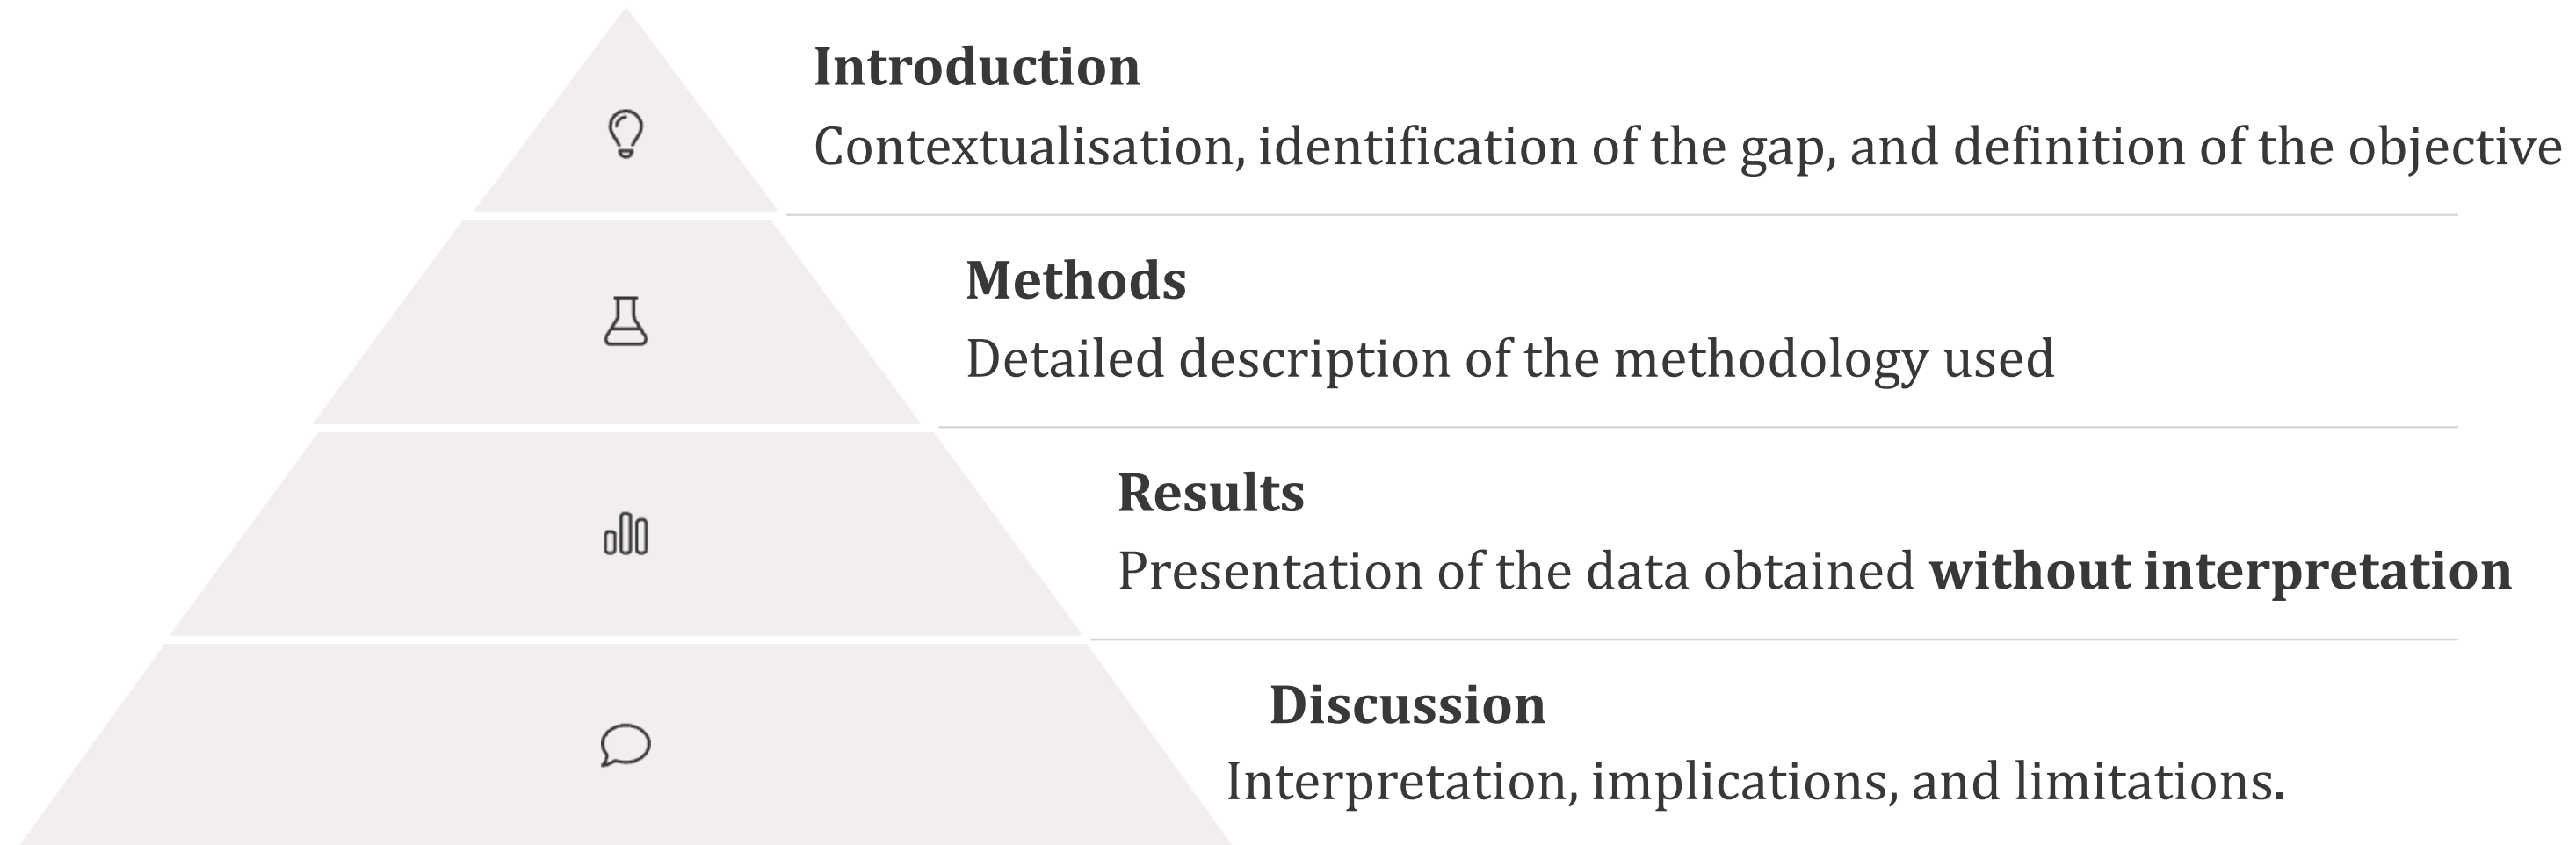 Introduction
Contextualisation, identification of the gap, and definition of the objective
Methods
Detailed description of the methodology used
Results
Presentation of the data obtained without interpretation
Discussion
Interpretation, implications, and limitations.